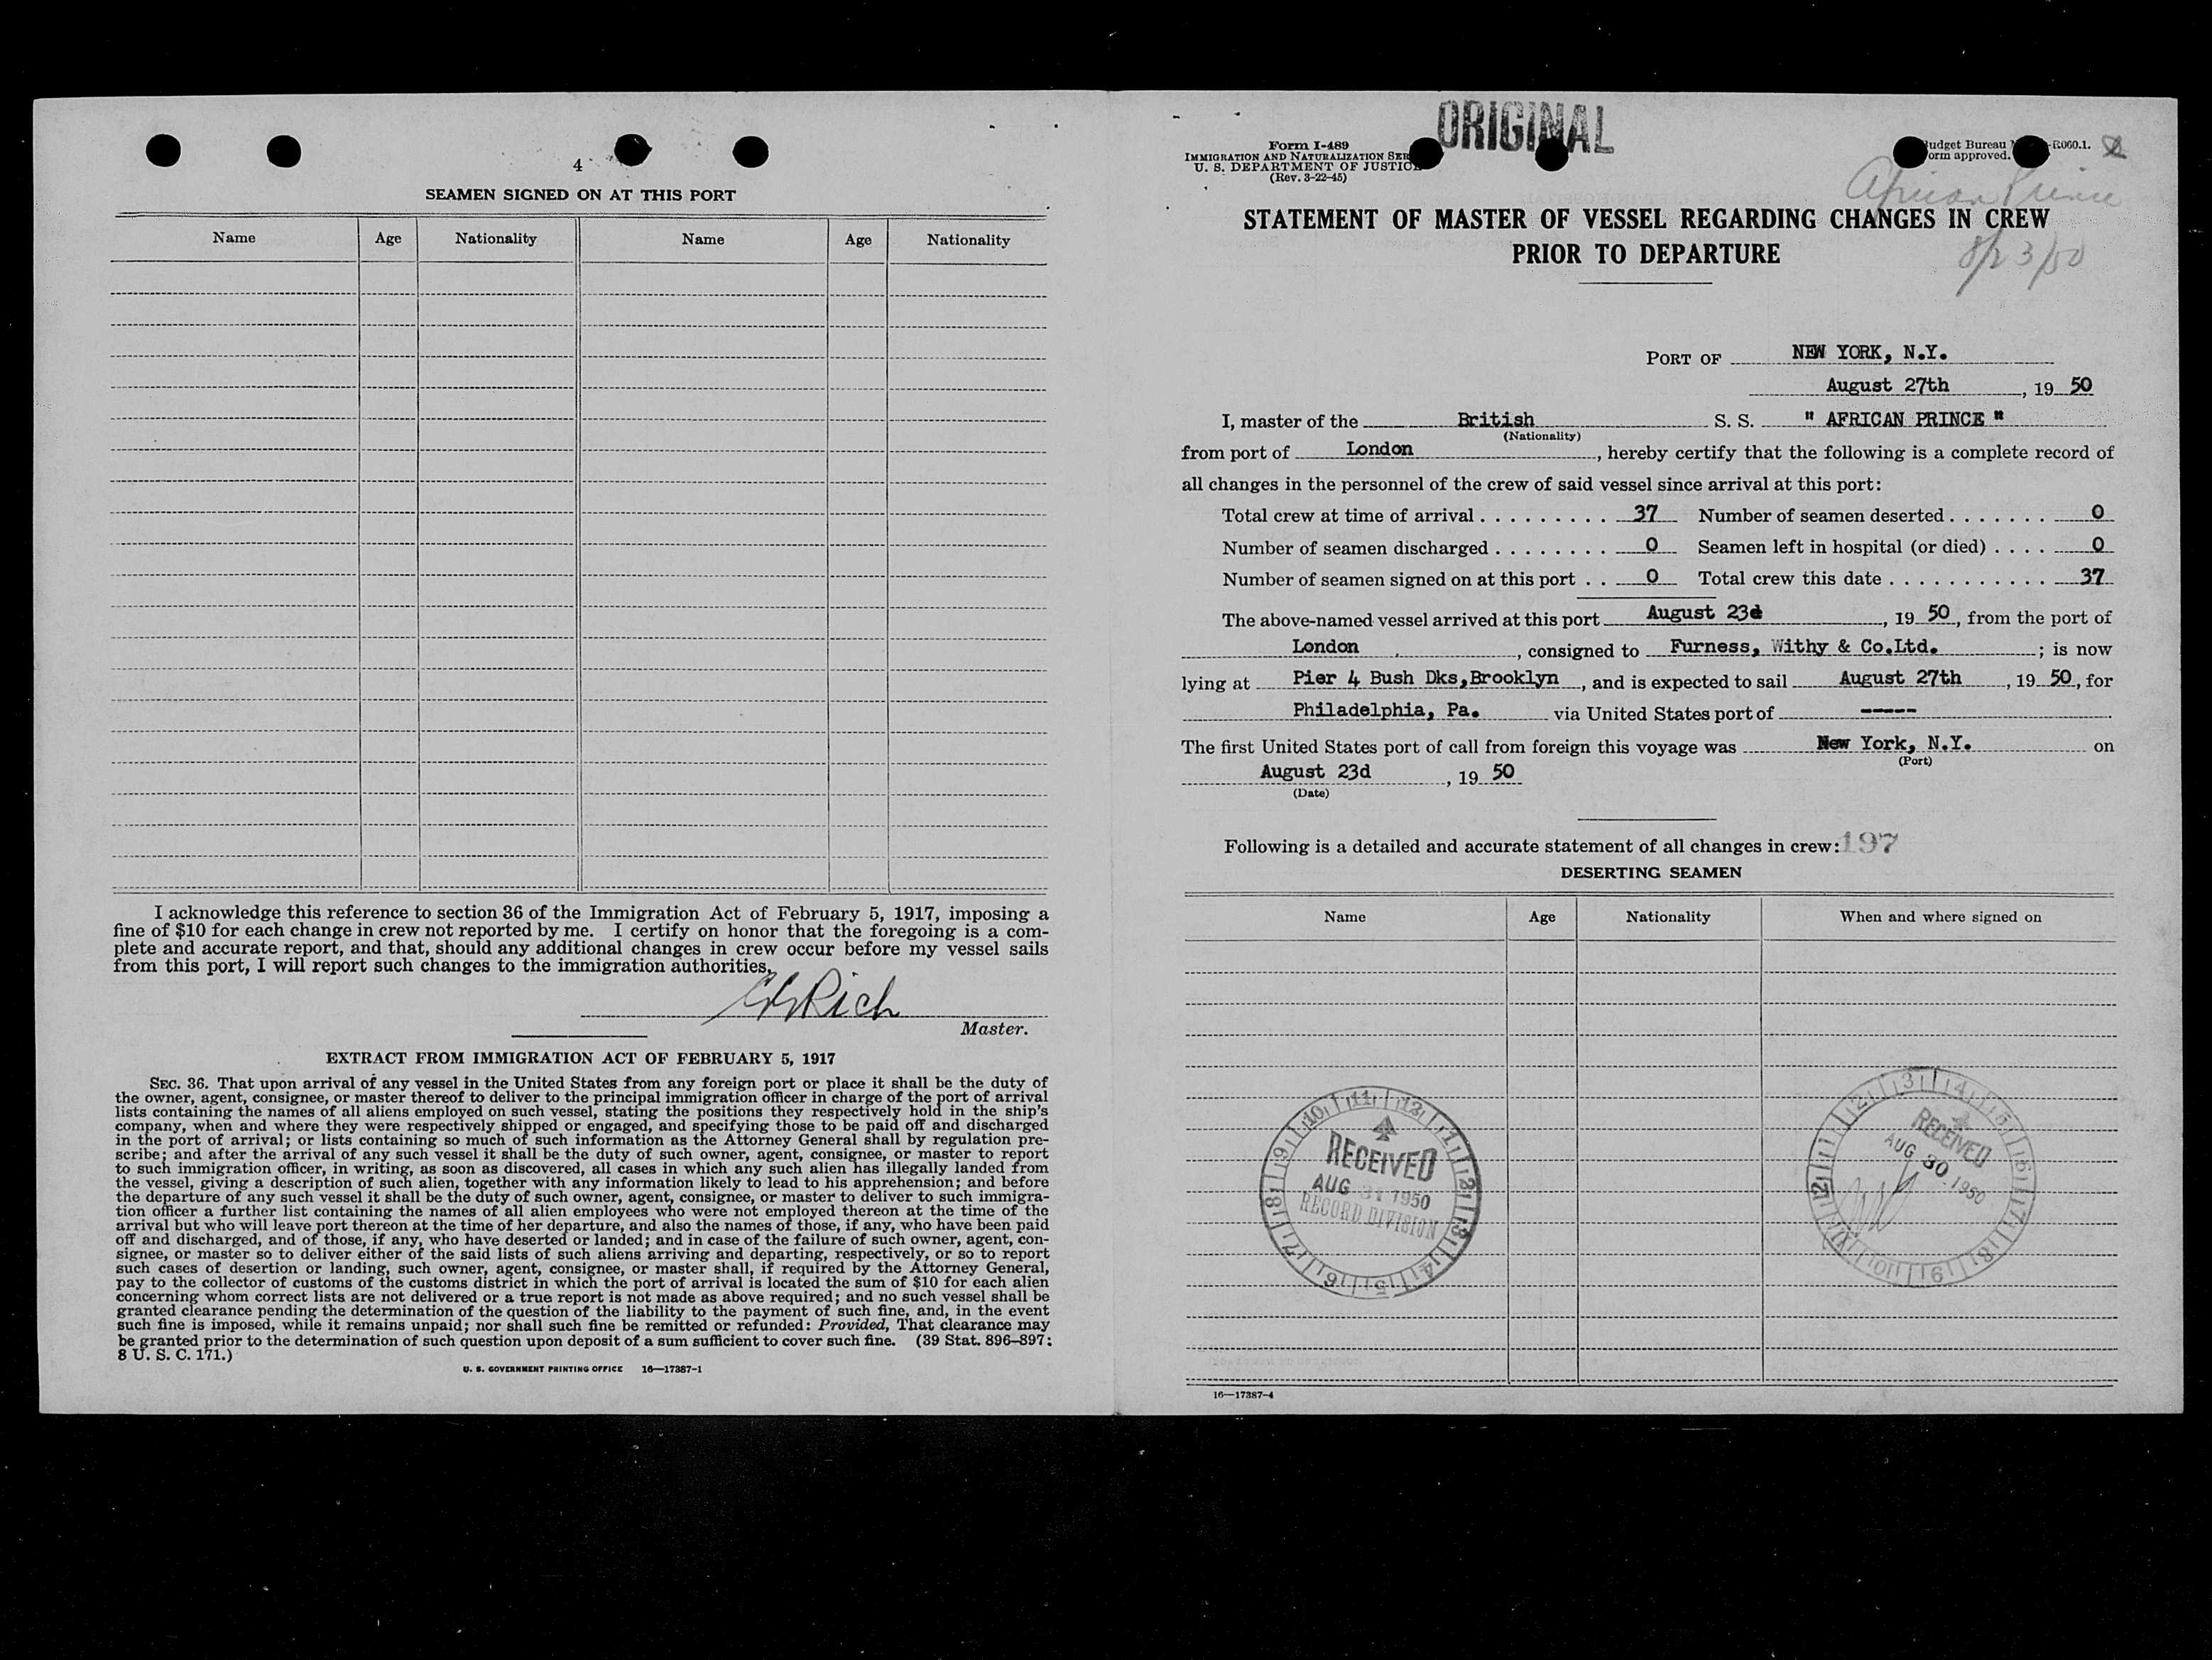 4
SEAMEN SIGNED ON AT THIS PORT
Name Age Nationality Name Age Nationality
I acknowledge this reference to section 36 of the Immigration Act of February 5, 1917, imposing a
fine of $10 for each change in crew not reported by me. I certify on honor that the foregoing is a com-
plete and accurate report, and that, should any additional changes in crew occur before my vessel sails
from this port, I will report such changes to the immigration authorities.
Rich
Master.
EXTRACT FROM IMMIGRATION ACT OF FEBRUARY 5, 1917
SEC. 36. That upon arrival of any vessel in the United States from any foreign port or place it shall be the duty of
the owner, agent, consignee, or master thereof to deliver to the principal immigration officer in charge of the port of arrival
lists containing the names of all aliens employed on such vessel, stating the positions they respectively hold in the ship's
company, when and where they were respectively shipped or engaged, and specifying those to be paid off and discharged
in the port of arrival; or lists containing so much of such information as the Attorney General shall by regulation pre-
scribe; and after the arrival of any such vessel it shall be the duty of such owner, agent, consignee, or master to report
to such immigration officer, in writing, as soon as discovered, all cases in which any such alien has illegally landed from
the vessel, giving a description of such alien, together with any information likely to lead to his apprehension; and before
the departure of any such vessel it shall be the duty of such owner, agent, consignee, or master to deliver to such immigra-
tion officer a further list containing the names of all alien employees who were not employed thereon at the time of the
arrival but who will leave port thereon at the time of her departure, and also the names of those, if any, who have been paid
off and discharged, and of those, if any, who have deserted or landed; and in case of the failure of such owner, agent, con-
signee, or master so to deliver either of the said lists of such aliens arriving and departing, respectively, or so to report
such cases of desertion or landing, such owner, agent, consignee, or master shall, if required by the Attorney General,
pay to the collector of customs of the customs district in which the port of arrival is located the sum of $10 for each alien
concerning whom correct lists are not delivered or a true report is not made as above required; and no such vessel shall be
granted clearance pending the determination of the question of the liability to the payment of such fine, and, in the event
such fine is imposed, while it remains unpaid; nor shall such fine be remitted or refunded: Provided, That clearance may
be granted prior to the determination of such question upon deposit of a sum sufficient to cover such fine. (39 Stat. 896–897;
8 U. S. C. 171.)
U. S. GOVERNMENT PRINTING OFFICE 16—17387-1
ORIGINAL
Form I-489
IMMIGRATION AND NATURALIZATION SER
U. S. DEPARTMENT OF JUSTICE
(Rev. 3-22-45)
udget Bureau -R060.1.
orm approved.
African Prince
8/23/50
STATEMENT OF MASTER OF VESSEL REGARDING CHANGES IN CREW
PRIOR TO DEPARTURE
PORT OF NEW YORK, N.Y.
August 27th, 19 50
I, master of the British S. S. " AFRICAN PRINCE "
(Nationality)
from port of London, hereby certify that the following is a complete record of
all changes in the personnel of the crew of said vessel since arrival at this port:
Total crew at time of arrival . . . . . . . . . 37 Number of seamen deserted . . . . . . . 0
Number of seamen discharged . . . . . . . . 0 Seamen left in hospital (or died) . . . . 0
Number of seamen signed on at this port . . 0 Total crew this date . . . . . . . . . . . 37
The above-named vessel arrived at this port August 23d, 19 50, from the port of
London, consigned to Furness, Withy & Co.Ltd. ; is now
lying at Pier 4 Bush Dks,Brooklyn, and is expected to sail August 27th, 19 50, for
Philadelphia, Pa. via United States port of -----
The first United States port of call from foreign this voyage was New York, N.Y. on
(Port)
August 23d, 19 50
(Date)
Following is a detailed and accurate statement of all changes in crew: 197
DESERTING SEAMEN
Name Age Nationality When and where signed on
RECEIVED
AUG 31 1950
RECORD DIVISION
RECEIVED
AUG 30 1950
16—17387-4